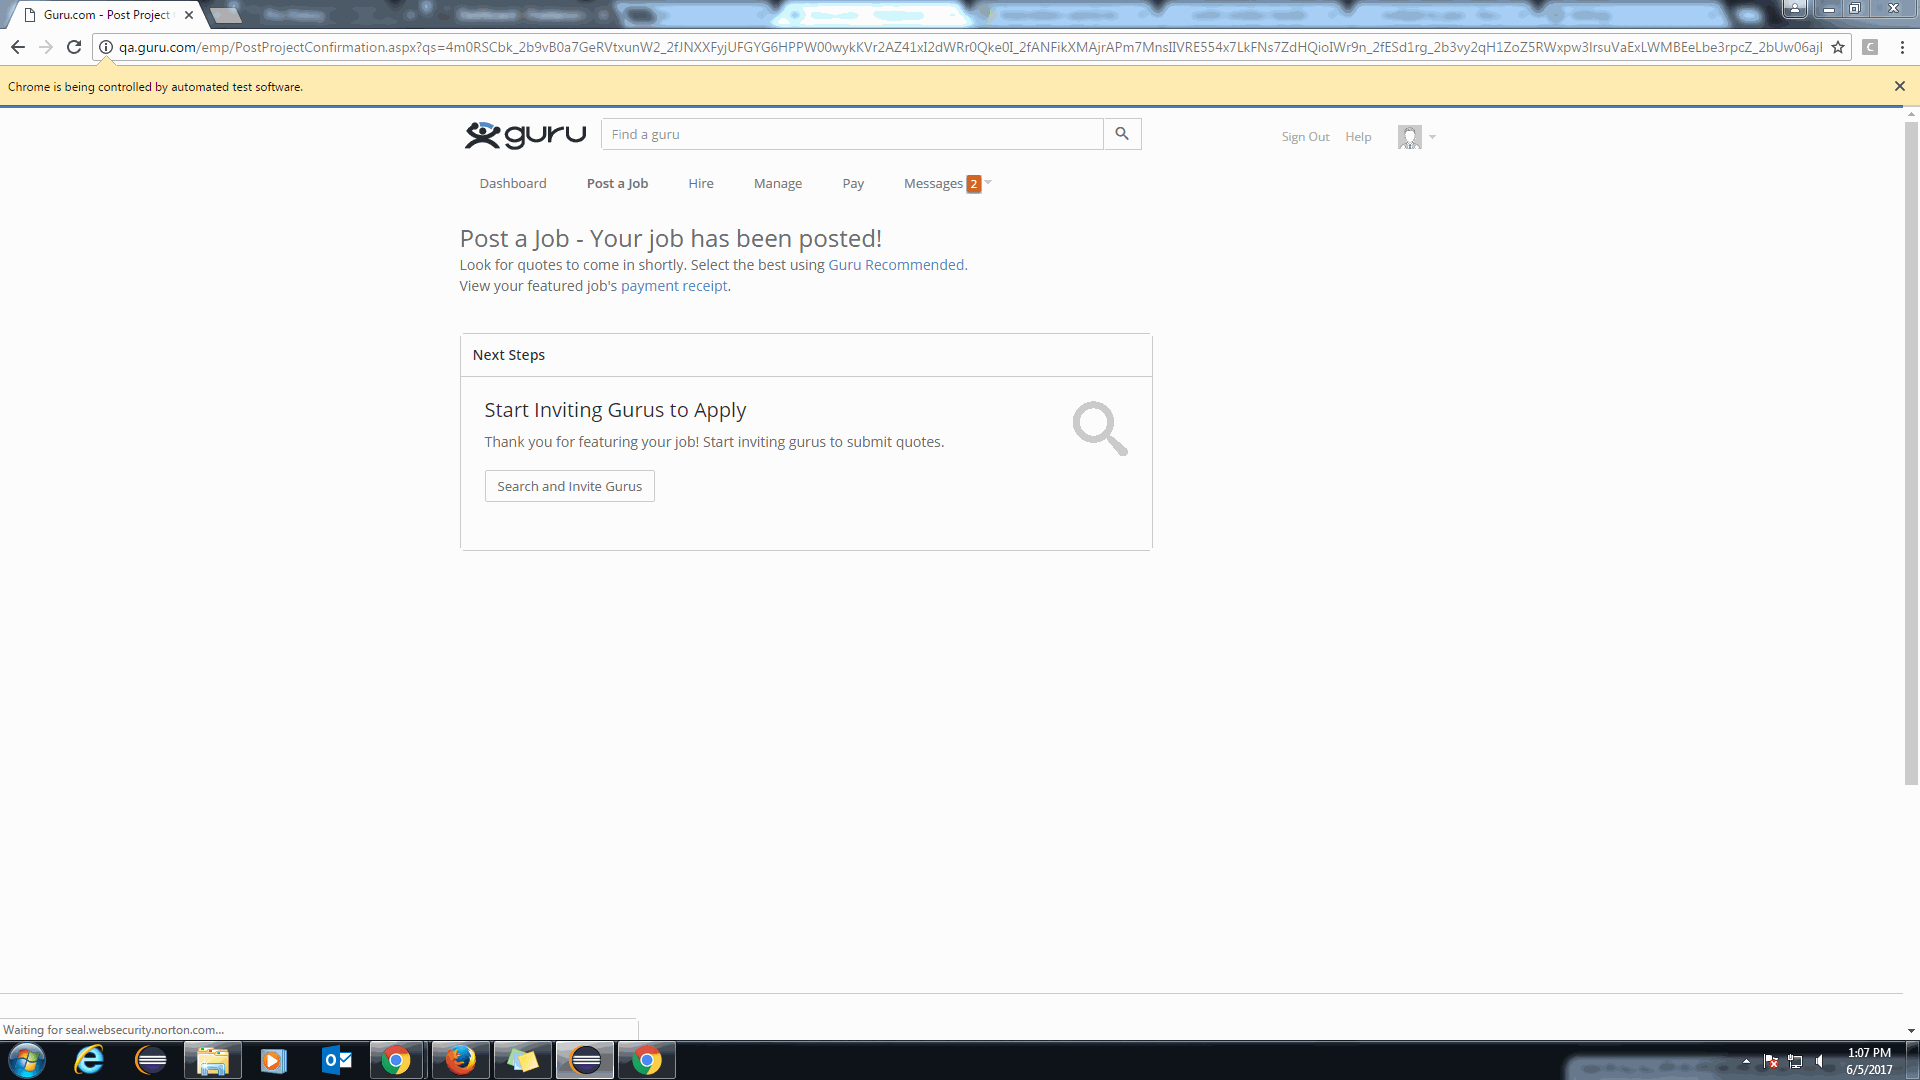 Guru.com - Post Project
qa.guru.com/emp/PostProjectConfirmation.aspx?qs=4m0RSCbk_2b9vB0a7GeRVtxunW2_2fJNXXFyjUFGYG6HPPW00wykKVr2AZ41xI2dWRr0Qke0I_2fANFikXMAjrAPm7MnsIIVRE554x7LkFNs7ZdHQioIWr9n_2fESd1rg_2b3vy2qH1ZoZ5RWxpw3IrsuVaExLWMBEeLbe3rpcZ_2bUw06ajl
C
Chrome is being controlled by automated test software.
guru
Find a guru
Sign Out Help
Dashboard Post a Job Hire Manage Pay Messages 2
Post a Job - Your job has been posted!
Look for quotes to come in shortly. Select the best using Guru Recommended.
View your featured job's payment receipt.
Next Steps
Start Inviting Gurus to Apply
Thank you for featuring your job! Start inviting gurus to submit quotes.
Search and Invite Gurus
Waiting for seal.websecurity.norton.com...
1:07 PM
6/5/2017